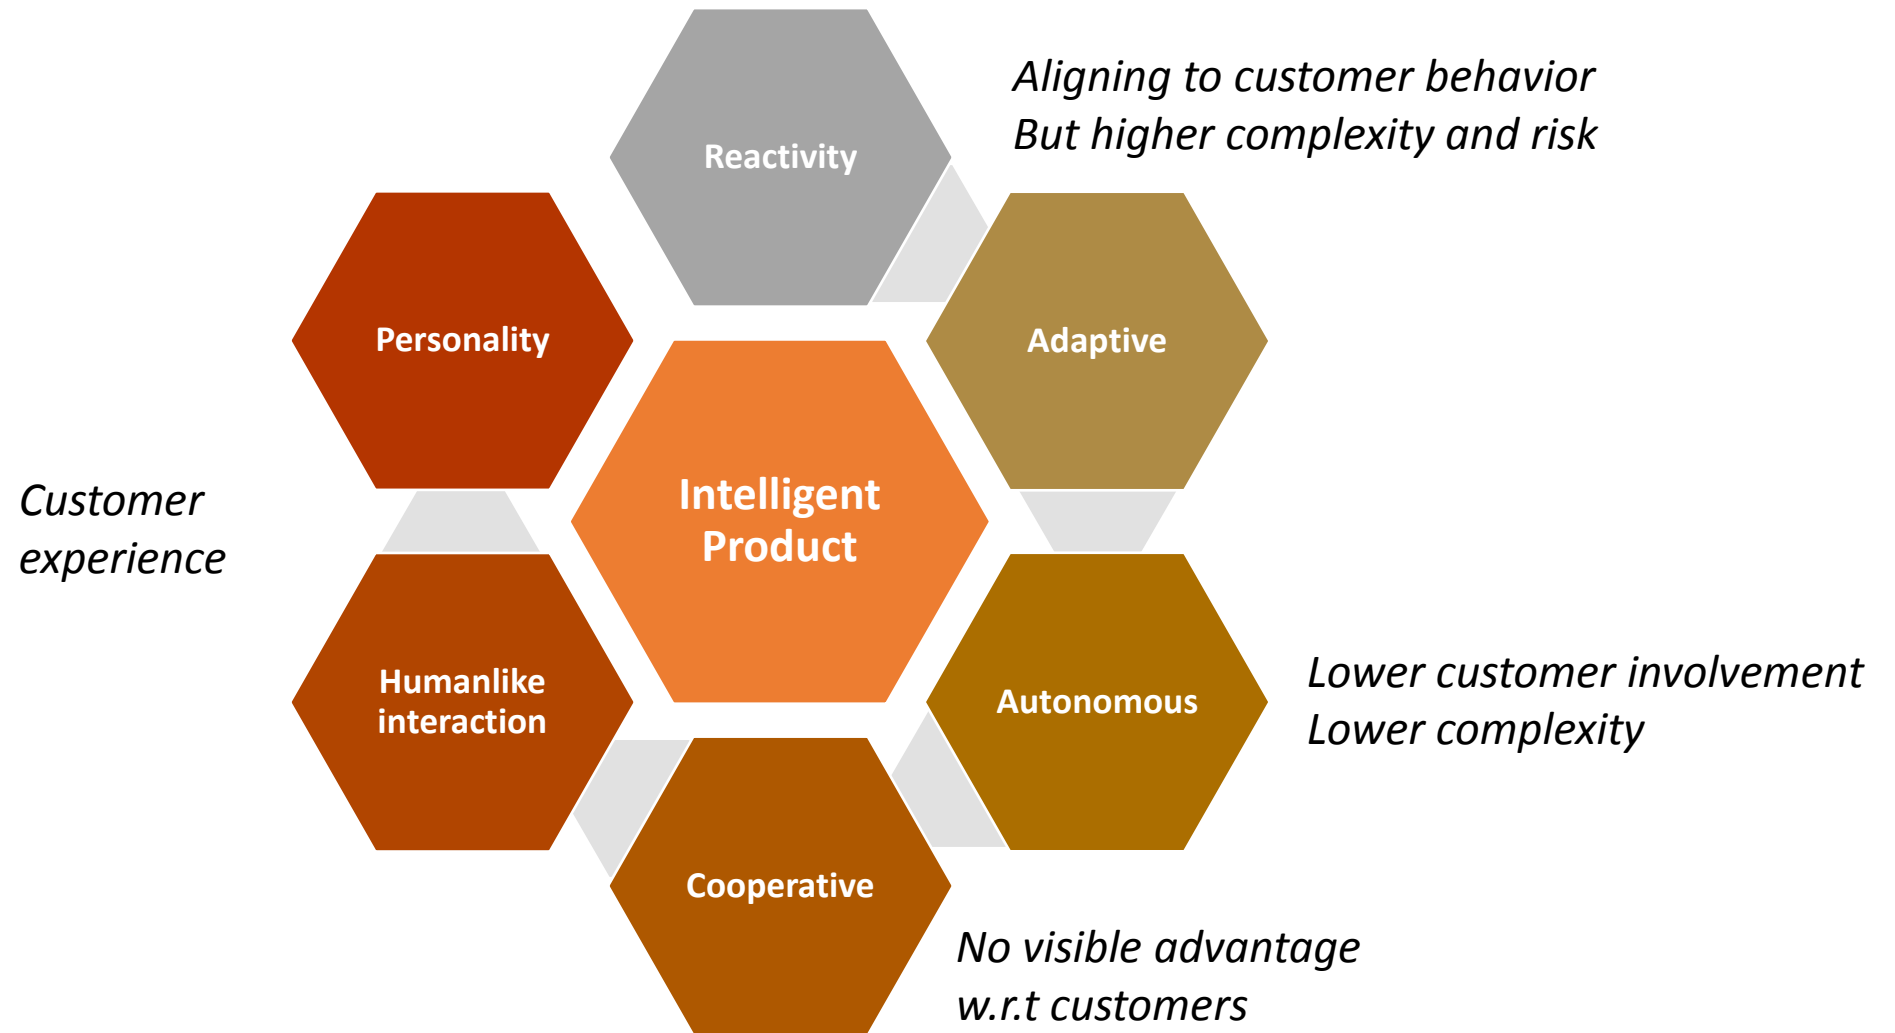 Reactivity
Aligning to customer behavior
But higher complexity and risk
Personality
Adaptive
Intelligent
Product
Customer
experience
Humanlike
interaction
Autonomous
Lower customer involvement
Lower complexity
Cooperative
No visible advantage
w.r.t customers